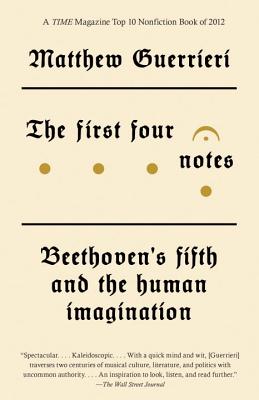 A TIME Magazine Top 10 Nonfiction Book of 2012
Matthew Guerrieri
The first four
notes
Beethoven's fifth
and the human
imagination
"Spectacular. . . . Kaleidoscopic. . . . With a quick mind and wit, [Guerrieri]
traverses two centuries of musical culture, literature, and politics with
uncommon authority. . . . An inspiration to look, listen, and read further."
—The Wall Street Journal